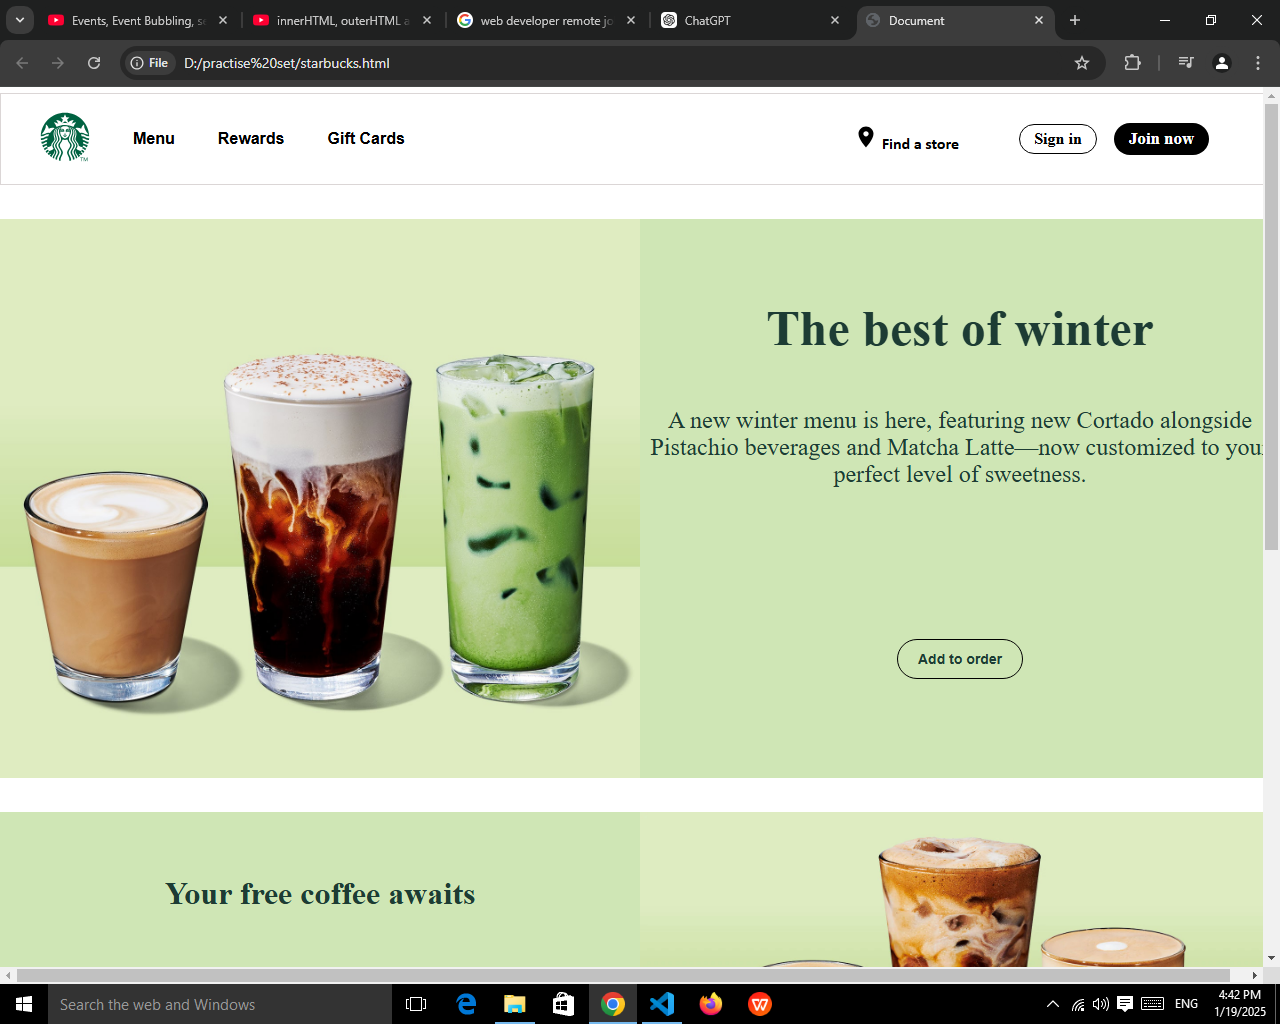 Events, Event Bubbling, se
innerHTML, outerHTML a
web developer remote jo
ChatGPT
Document
File
D:/practise%20set/starbucks.html
Menu
Rewards
Gift Cards
Find a store
Sign in
Join now
TM
The best of winter
A new winter menu is here, featuring new Cortado alongside
Pistachio beverages and Matcha Latte—now customized to your
perfect level of sweetness.
Add to order
Your free coffee awaits
Search the web and Windows
ENG
4:42 PM
1/19/2025